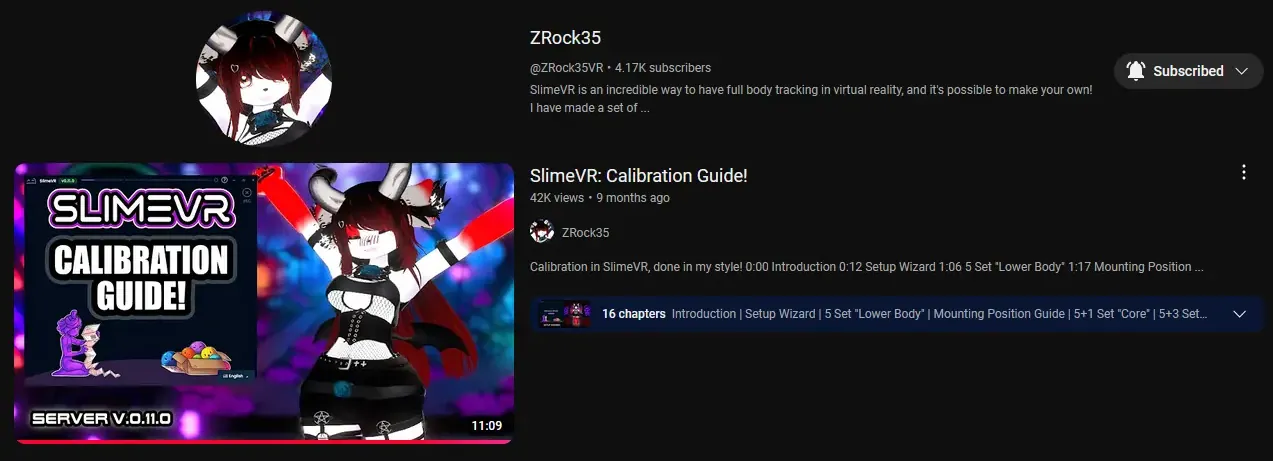 ZRock35
@ZRock35VR • 4.17K subscribers
SlimeVR is an incredible way to have full body tracking in virtual reality, and it's possible to make your own!
I have made a set of ...
Subscribed
SlimeVR
SLIMEVR
CALIBRATION
GUIDE!
English
SERVER V.0.11.0
11:09
SlimeVR: Calibration Guide!
42K views • 9 months ago
ZRock35
Calibration in SlimeVR, done in my style! 0:00 Introduction 0:12 Setup Wizard 1:06 5 Set "Lower Body" 1:17 Mounting Position ...
16 chapters Introduction | Setup Wizard | 5 Set "Lower Body" | Mounting Position Guide | 5+1 Set "Core" | 5+3 Set...